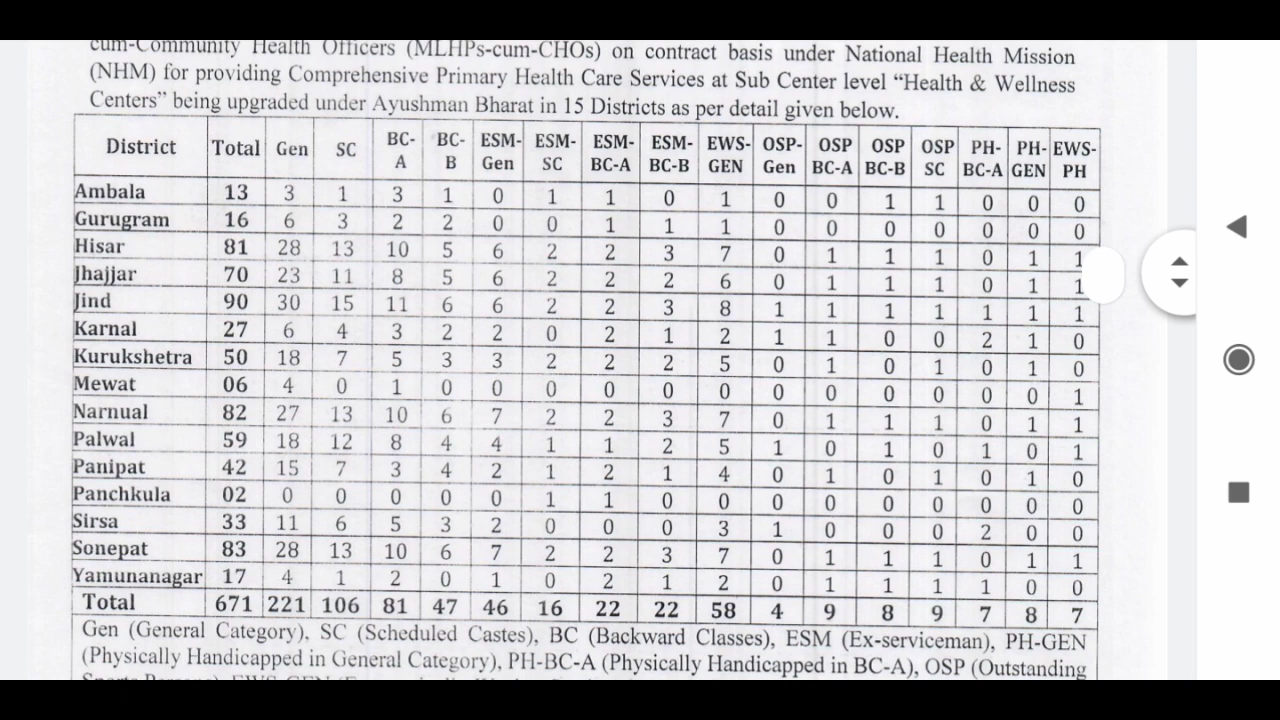 cum-Community Health Officers (MLHPs-cum-CHOs) on contract basis under National Health Mission
(NHM) for providing Comprehensive Primary Health Care Services at Sub Center level “Health & Wellness
Centers” being upgraded under Ayushman Bharat in 15 Districts as per detail given below.
District Total Gen SC BC-A BC-B ESM-Gen ESM-SC ESM-BC-A ESM-BC-B EWS-GEN OSP-Gen OSP BC-A OSP BC-B OSP SC PH-BC-A PH-GEN EWS-PH
Ambala 13 3 1 3 1 0 1 1 0 1 0 0 1 1 0 0 0
Gurugram 16 6 3 2 2 0 0 1 1 1 0 0 0 0 0 0 0
Hisar 81 28 13 10 5 6 2 2 3 7 0 1 1 1 0 1 1
Jhajjar 70 23 11 8 5 6 2 2 2 6 0 1 1 1 0 1 1
Jind 90 30 15 11 6 6 2 2 3 8 1 1 1 1 1 1 1
Karnal 27 6 4 3 2 2 0 2 1 2 1 1 0 0 2 1 0
Kurukshetra 50 18 7 5 3 3 2 2 2 5 0 1 0 1 0 1 0
Mewat 06 4 0 1 0 0 0 0 0 0 0 0 0 0 0 0 1
Narnual 82 27 13 10 6 7 2 2 3 7 0 1 1 1 0 1 1
Palwal 59 18 12 8 4 4 1 1 2 5 1 0 1 0 1 0 1
Panipat 42 15 7 3 4 2 1 2 1 4 0 1 0 1 0 1 0
Panchkula 02 0 0 0 0 0 1 1 0 0 0 0 0 0 0 0 0
Sirsa 33 11 6 5 3 2 0 0 0 3 1 0 0 0 2 0 0
Sonepat 83 28 13 10 6 7 2 2 3 7 0 1 1 1 0 1 1
Yamunanagar 17 4 1 2 0 1 0 2 1 2 0 1 1 1 1 0 0
Total 671 221 106 81 47 46 16 22 22 58 4 9 8 9 7 8 7
Gen (General Category), SC (Scheduled Castes), BC (Backward Classes), ESM (Ex-serviceman), PH-GEN
(Physically Handicapped in General Category), PH-BC-A (Physically Handicapped in BC-A), OSP (Outstanding